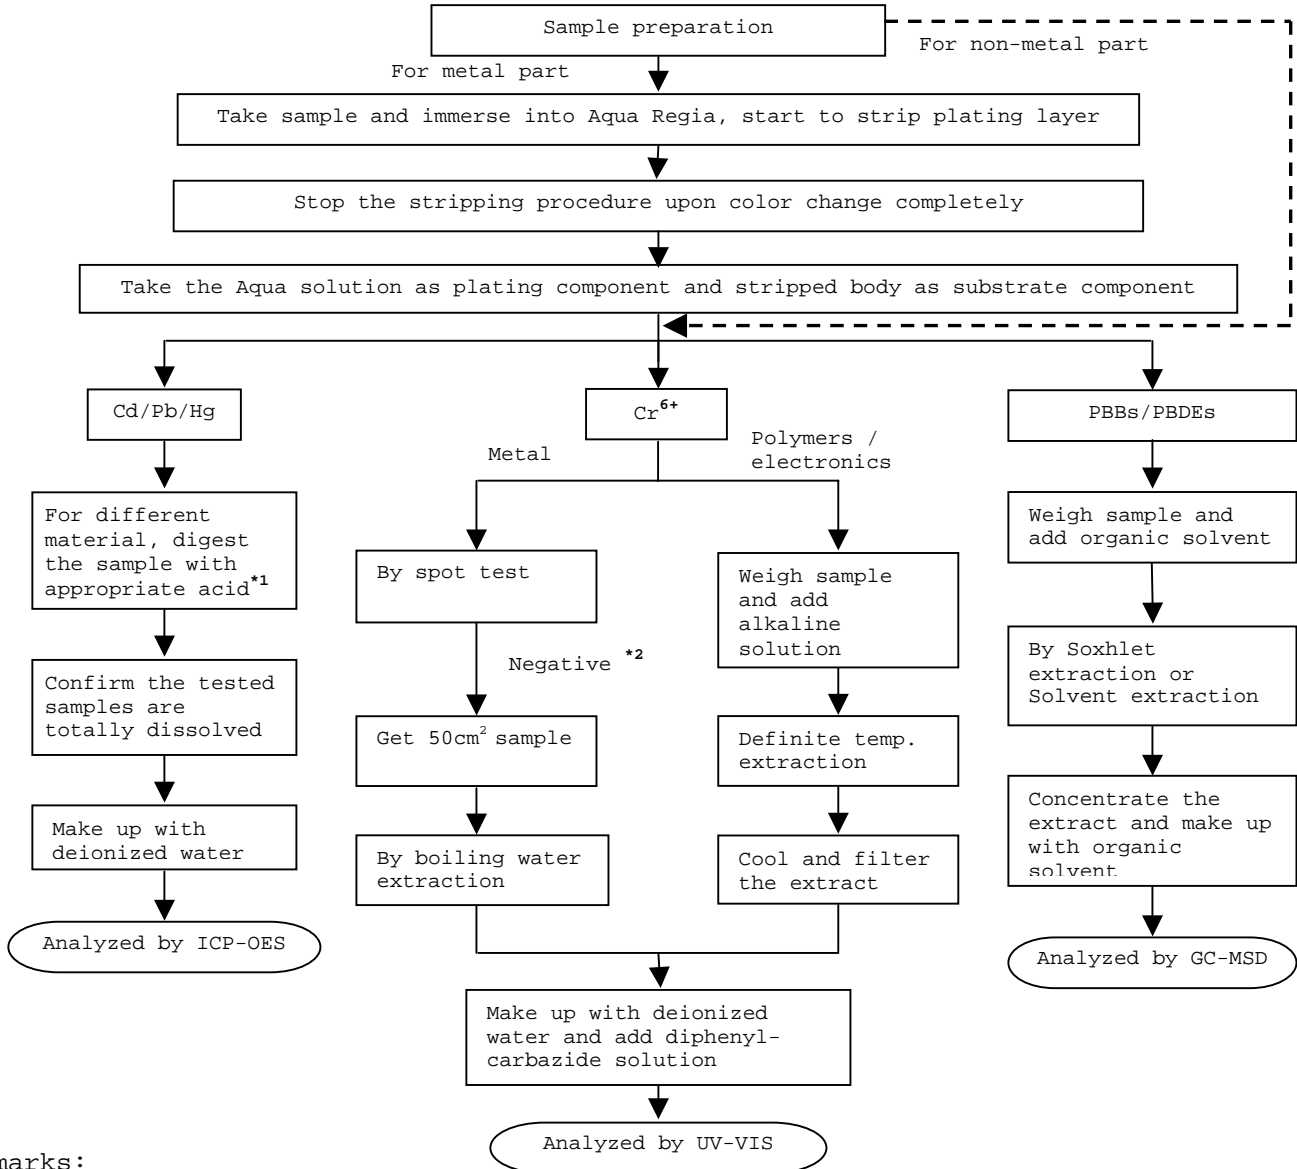 Sample preparation
For non-metal part
For metal part
Take sample and immerse into Aqua Regia, start to strip plating layer
Stop the stripping procedure upon color change completely
Take the Aqua solution as plating component and stripped body as substrate component
Cd/Pb/Hg
Cr6+
PBBs/PBDEs
Metal
Polymers /
electronics
For different
material, digest
the sample with
appropriate acid*1
Confirm the tested
samples are
totally dissolved
Make up with
deionized water
Analyzed by ICP-OES
By spot test
Negative *2
Get 50cm2 sample
By boiling water
extraction
Weigh sample
and add
alkaline
solution
Definite temp.
extraction
Cool and filter
the extract
Make up with deionized
water and add diphenyl-
carbazide solution
Analyzed by UV-VIS
Weigh sample and
add organic solvent
By Soxhlet
extraction or
Solvent extraction
Concentrate the
extract and make up
with organic
solvent
Analyzed by GC-MSD
marks: